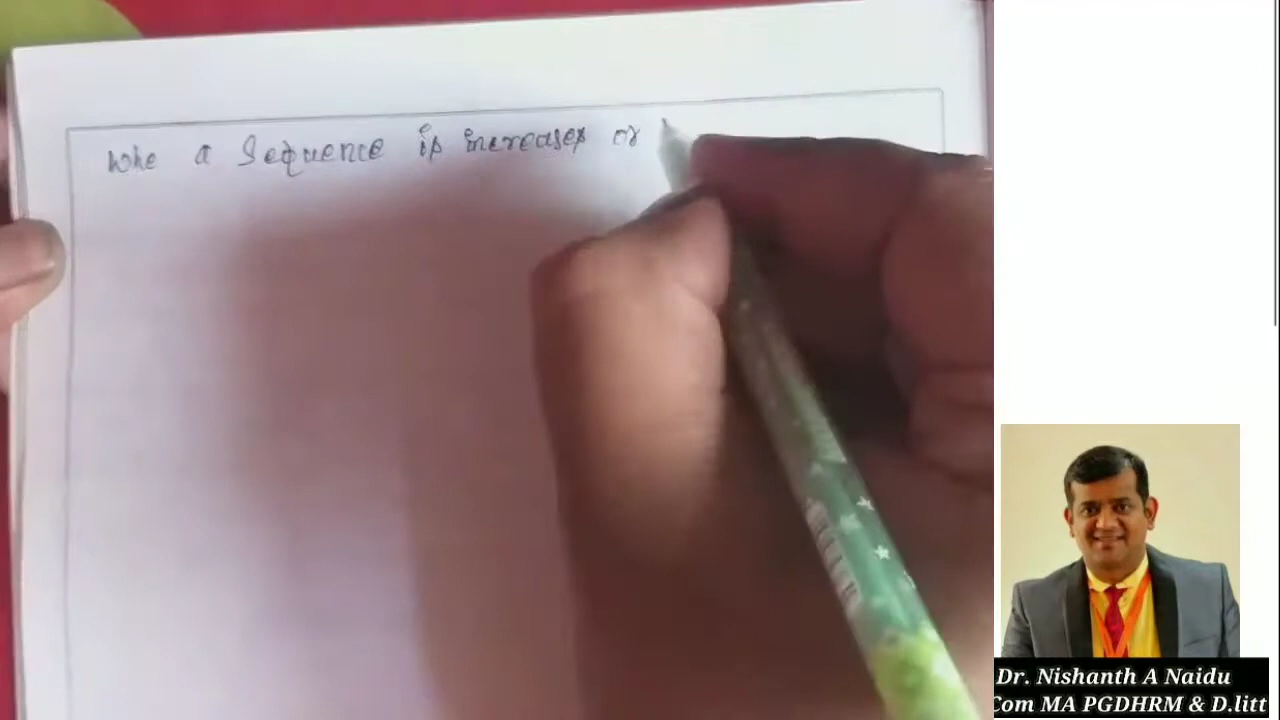 Whe a Sequence is increases or
Dr. Nishanth A Naidu
Com MA PGDHRM & D.litt